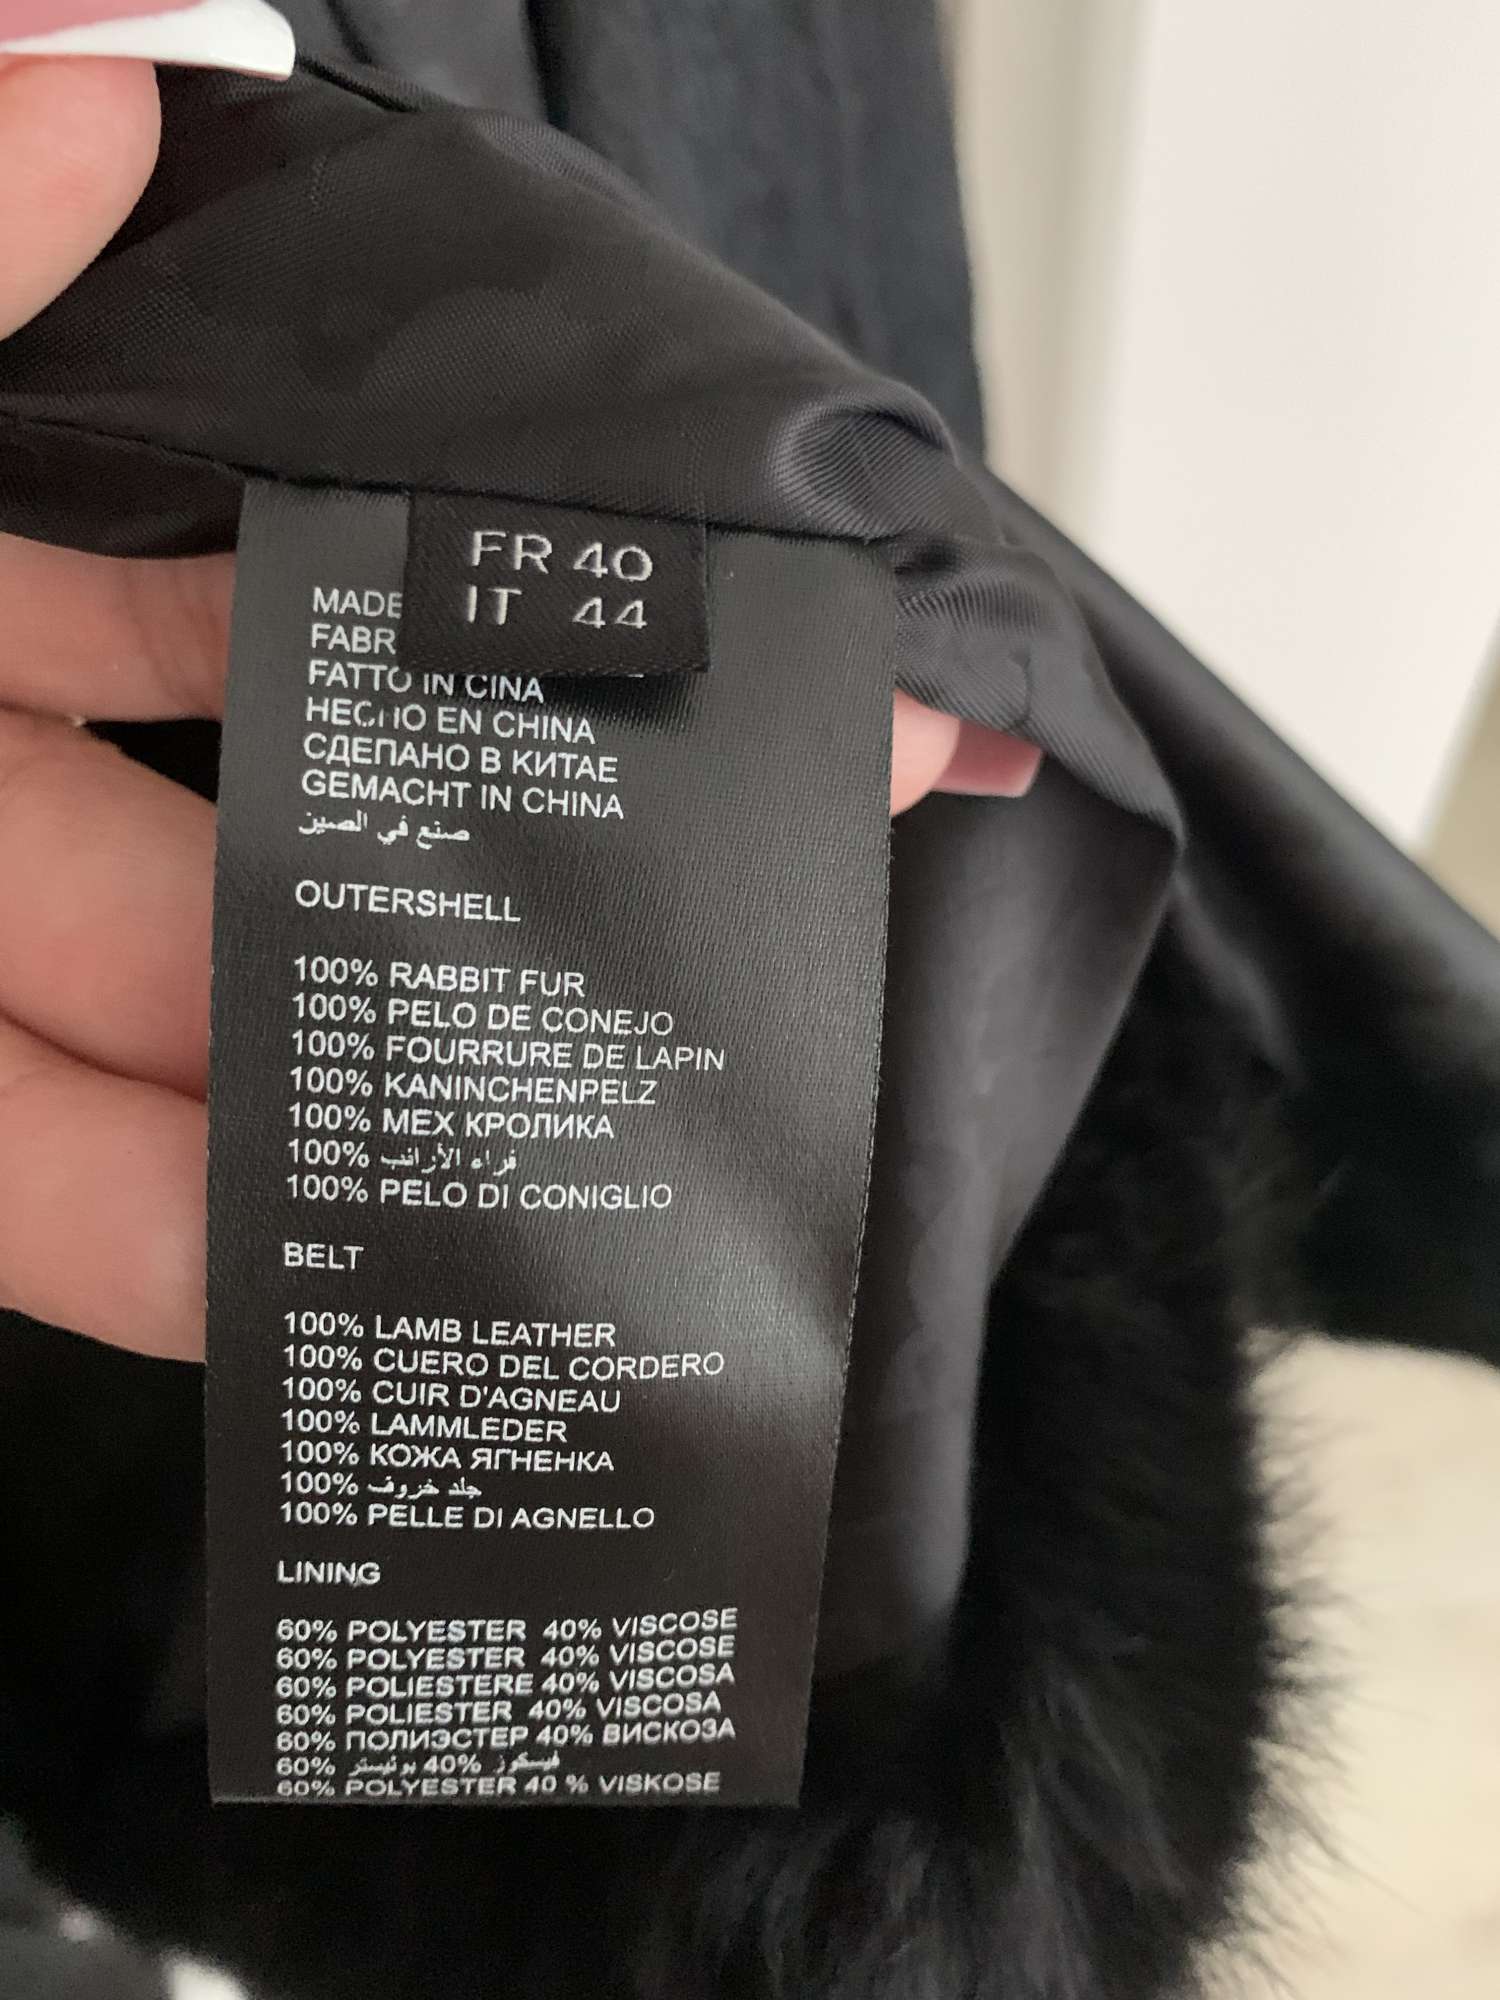 FR 40
IT 44
MADE
FABR
FATTO IN CINA
HECHO EN CHINA
СДЕПАНО В КИТАЕ
GEMACHT IN CHINA
صنع في الصين
OUTERSHELL
100% RABBIT FUR
100% PELO DE CONEJO
100% FOURRURE DE LAPIN
100% KANINCHENPELZ
100% МЕХ КРОЛИКА
100% فراء الأرانب
100% PELO DI CONIGLIO
BELT
100% LAMB LEATHER
100% CUERO DEL CORDERO
100% CUIR D'AGNEAU
100% LAMMLEDER
100% КОЖА ЯГНЕНКА
100% جلد خروف
100% PELLE DI AGNELLO
LINING
60% POLYESTER 40% VISCOSE
60% POLYESTER 40% VISCOSE
60% POLIESTERE 40% VISCOSA
60% POLIESTER 40% VISCOSA
60% ПОЛИЭСТЕР 40% ВИСКОЗА
60% بوليستر 40% فيسكوز
60% POLYESTER 40 % VISKOSE